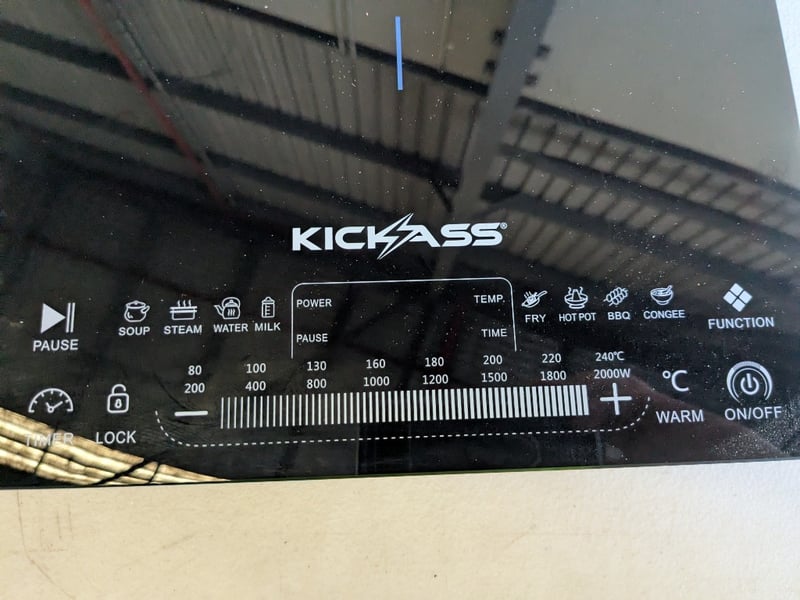 KICKASS®
POWER TEMP.
SOUP STEAM WATER MILK FRY HOT POT BBQ CONGEE FUNCTION
PAUSE PAUSE TIME
80 100 130 160 180 200 220 240℃
200 400 800 1000 1200 1500 1800 2000W
− + ℃
TIMER LOCK WARM ON/OFF